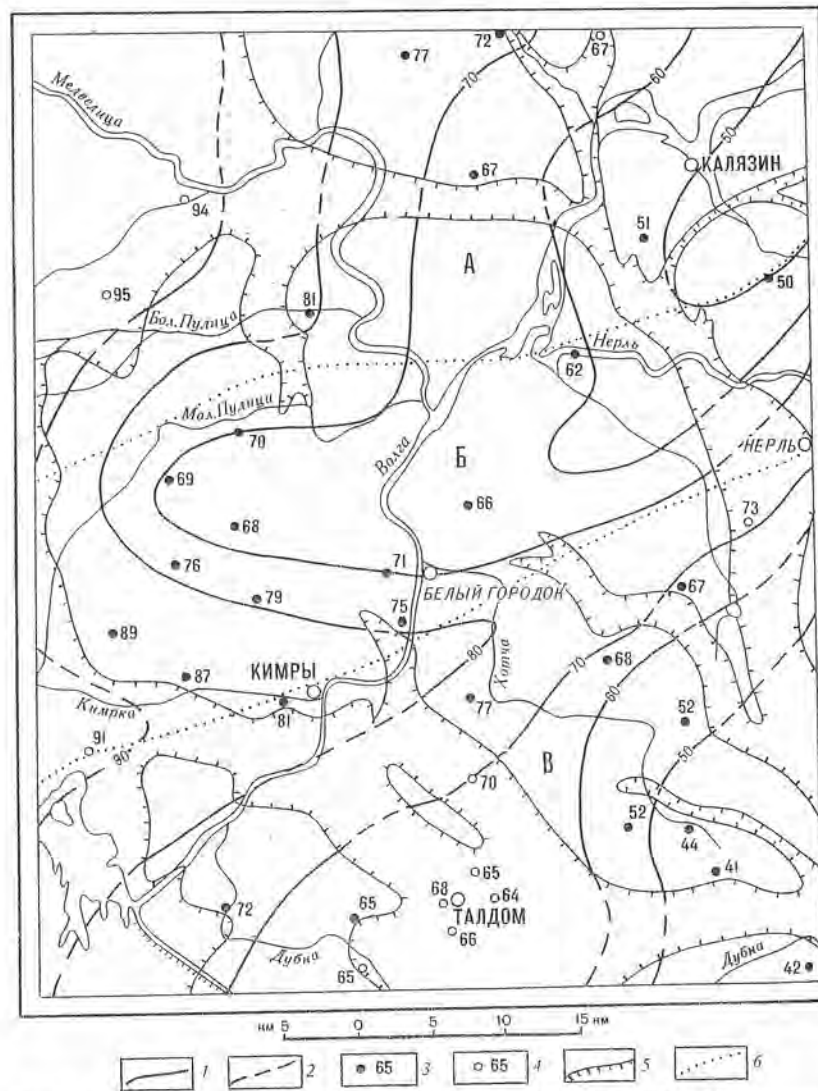 72
67
77
60
Медведица
70
50
КАЛЯЗИН
67
94
51
А
50
95
81
Бол. Пудица
Нерль
62
Мал. Пудица
70
Волга
НЕРЛЬ
Б
69
66
73
68
71
76
БЕЛЫЙ ГОРОДОК
67
79
75
89
80
70
68
КИМРЫ
Хотча
60
87
77
Кимрка
81
52
91
50
90
В
70
52
44
65
41
68
64
72
65
ТАЛДОМ
66
Дубна
Дубна
65
42
км 5 0 5 10 15 км
1 2 65 3 65 4 5 6